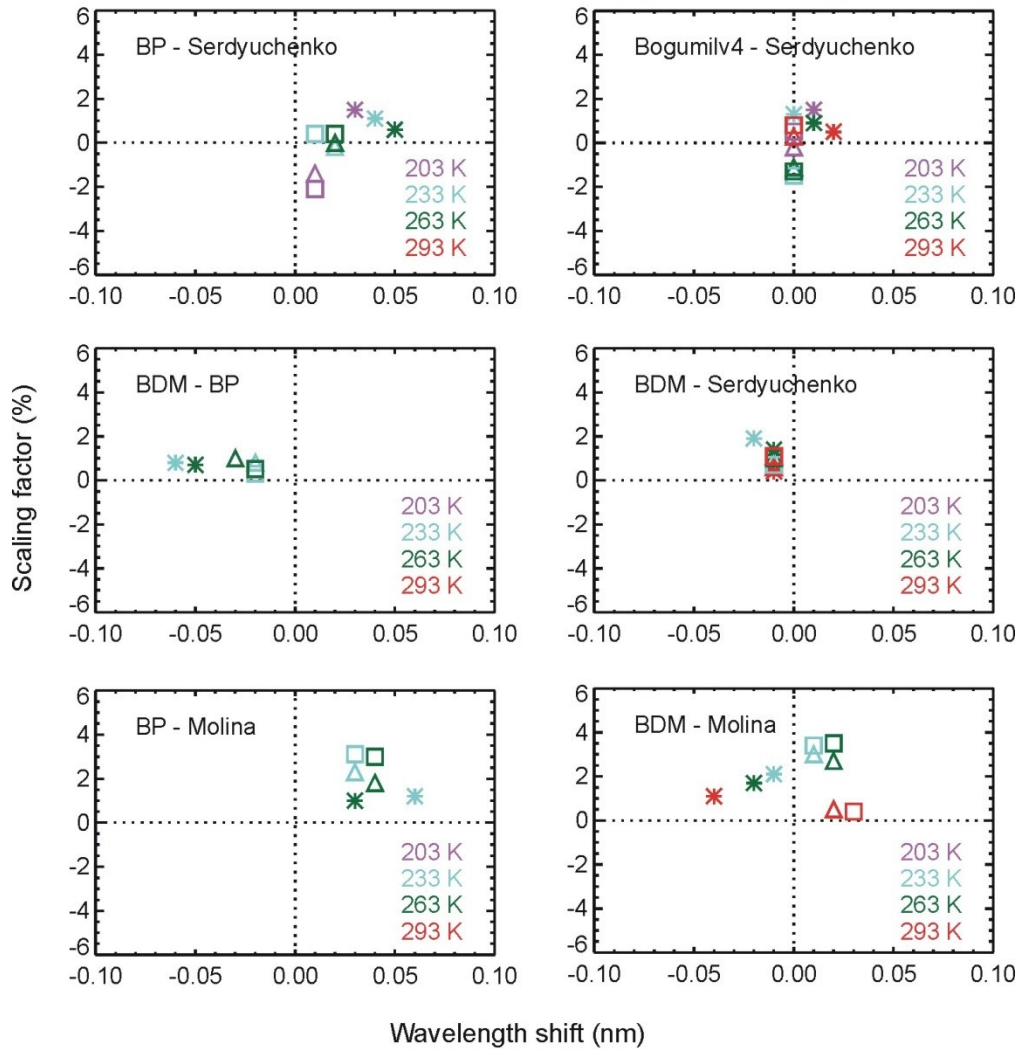 BP - Serdyuchenko
6
4
2
0
-2
-4
-6
203 K
233 K
263 K
293 K
-0.10 -0.05 0.00 0.05 0.10
Bogumilv4 - Serdyuchenko
6
4
2
0
-2
-4
-6
203 K
233 K
263 K
293 K
-0.10 -0.05 0.00 0.05 0.10
Scaling factor (%)
BDM - BP
6
4
2
0
-2
-4
-6
203 K
233 K
263 K
293 K
-0.10 -0.05 0.00 0.05 0.10
BDM - Serdyuchenko
6
4
2
0
-2
-4
-6
203 K
233 K
263 K
293 K
-0.10 -0.05 0.00 0.05 0.10
BP - Molina
6
4
2
0
-2
-4
-6
203 K
233 K
263 K
293 K
-0.10 -0.05 0.00 0.05 0.10
BDM - Molina
6
4
2
0
-2
-4
-6
203 K
233 K
263 K
293 K
-0.10 -0.05 0.00 0.05 0.10
Wavelength shift (nm)